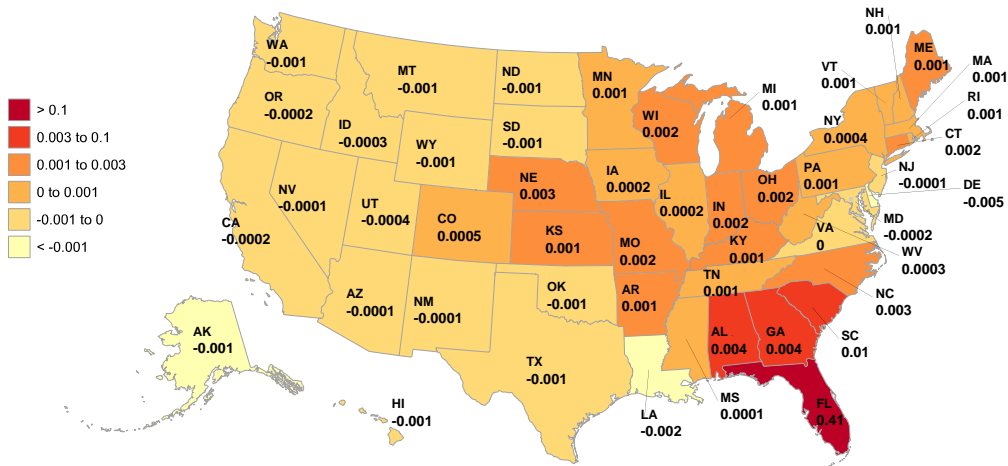 > 0.1
0.003 to 0.1
0.001 to 0.003
0 to 0.001
-0.001 to 0
< -0.001
WA
-0.001
OR
-0.0002
CA
-0.0002
NV
-0.0001
ID
-0.0003
MT
-0.001
WY
-0.001
UT
-0.0004
CO
0.0005
AZ
-0.0001
NM
-0.0001
ND
-0.001
SD
-0.001
NE
0.003
KS
0.001
OK
-0.001
TX
-0.001
MN
0.001
IA
0.0002
MO
0.002
AR
0.001
LA
-0.002
WI
0.002
IL
0.0002
MI
0.001
IN
0.002
OH
0.002
KY
0.001
TN
0.001
MS
0.0001
AL
0.004
GA
0.004
FL
0.41
SC
0.01
NC
0.003
VA
0
WV
0.0003
MD
-0.0002
DE
-0.005
NJ
-0.0001
PA
0.001
NY
0.0004
CT
0.002
RI
0.001
MA
0.001
VT
0.001
NH
0.001
ME
0.001
AK
-0.001
HI
-0.001